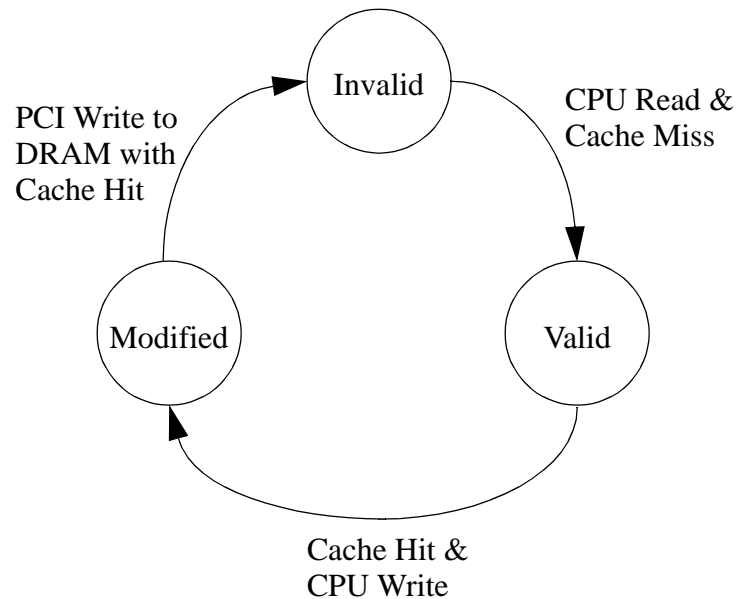 Invalid
CPU Read &
Cache Miss
PCI Write to
DRAM with
Cache Hit
Modified
Valid
Cache Hit &
CPU Write